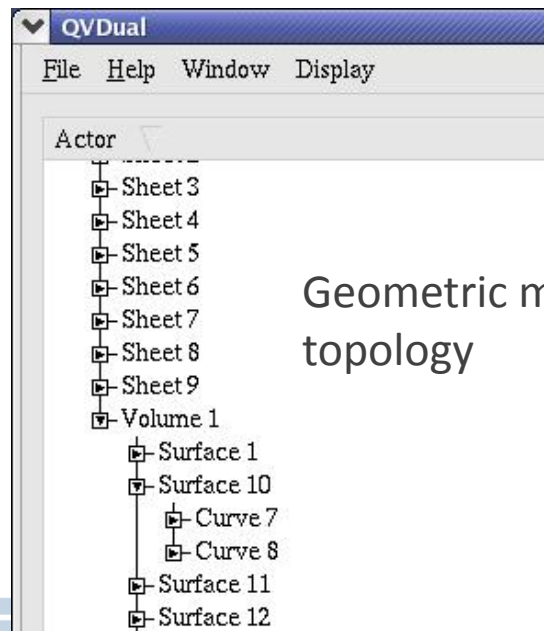 QVDual
File Help Window Display
Actor
Sheet 3
Sheet 4
Sheet 5
Sheet 6
Sheet 7
Sheet 8
Sheet 9
Volume 1
Surface 1
Surface 10
Curve 7
Curve 8
Surface 11
Surface 12
Geometric
topology